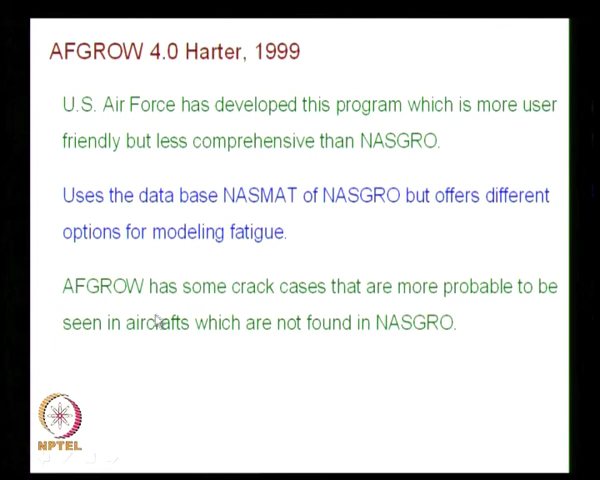 AFGROW 4.0 Harter, 1999
U.S. Air Force has developed this program which is more user
friendly but less comprehensive than NASGRO.
Uses the data base NASMAT of NASGRO but offers different
options for modeling fatigue.
AFGROW has some crack cases that are more probable to be
seen in aircrafts which are not found in NASGRO.
NPTEL